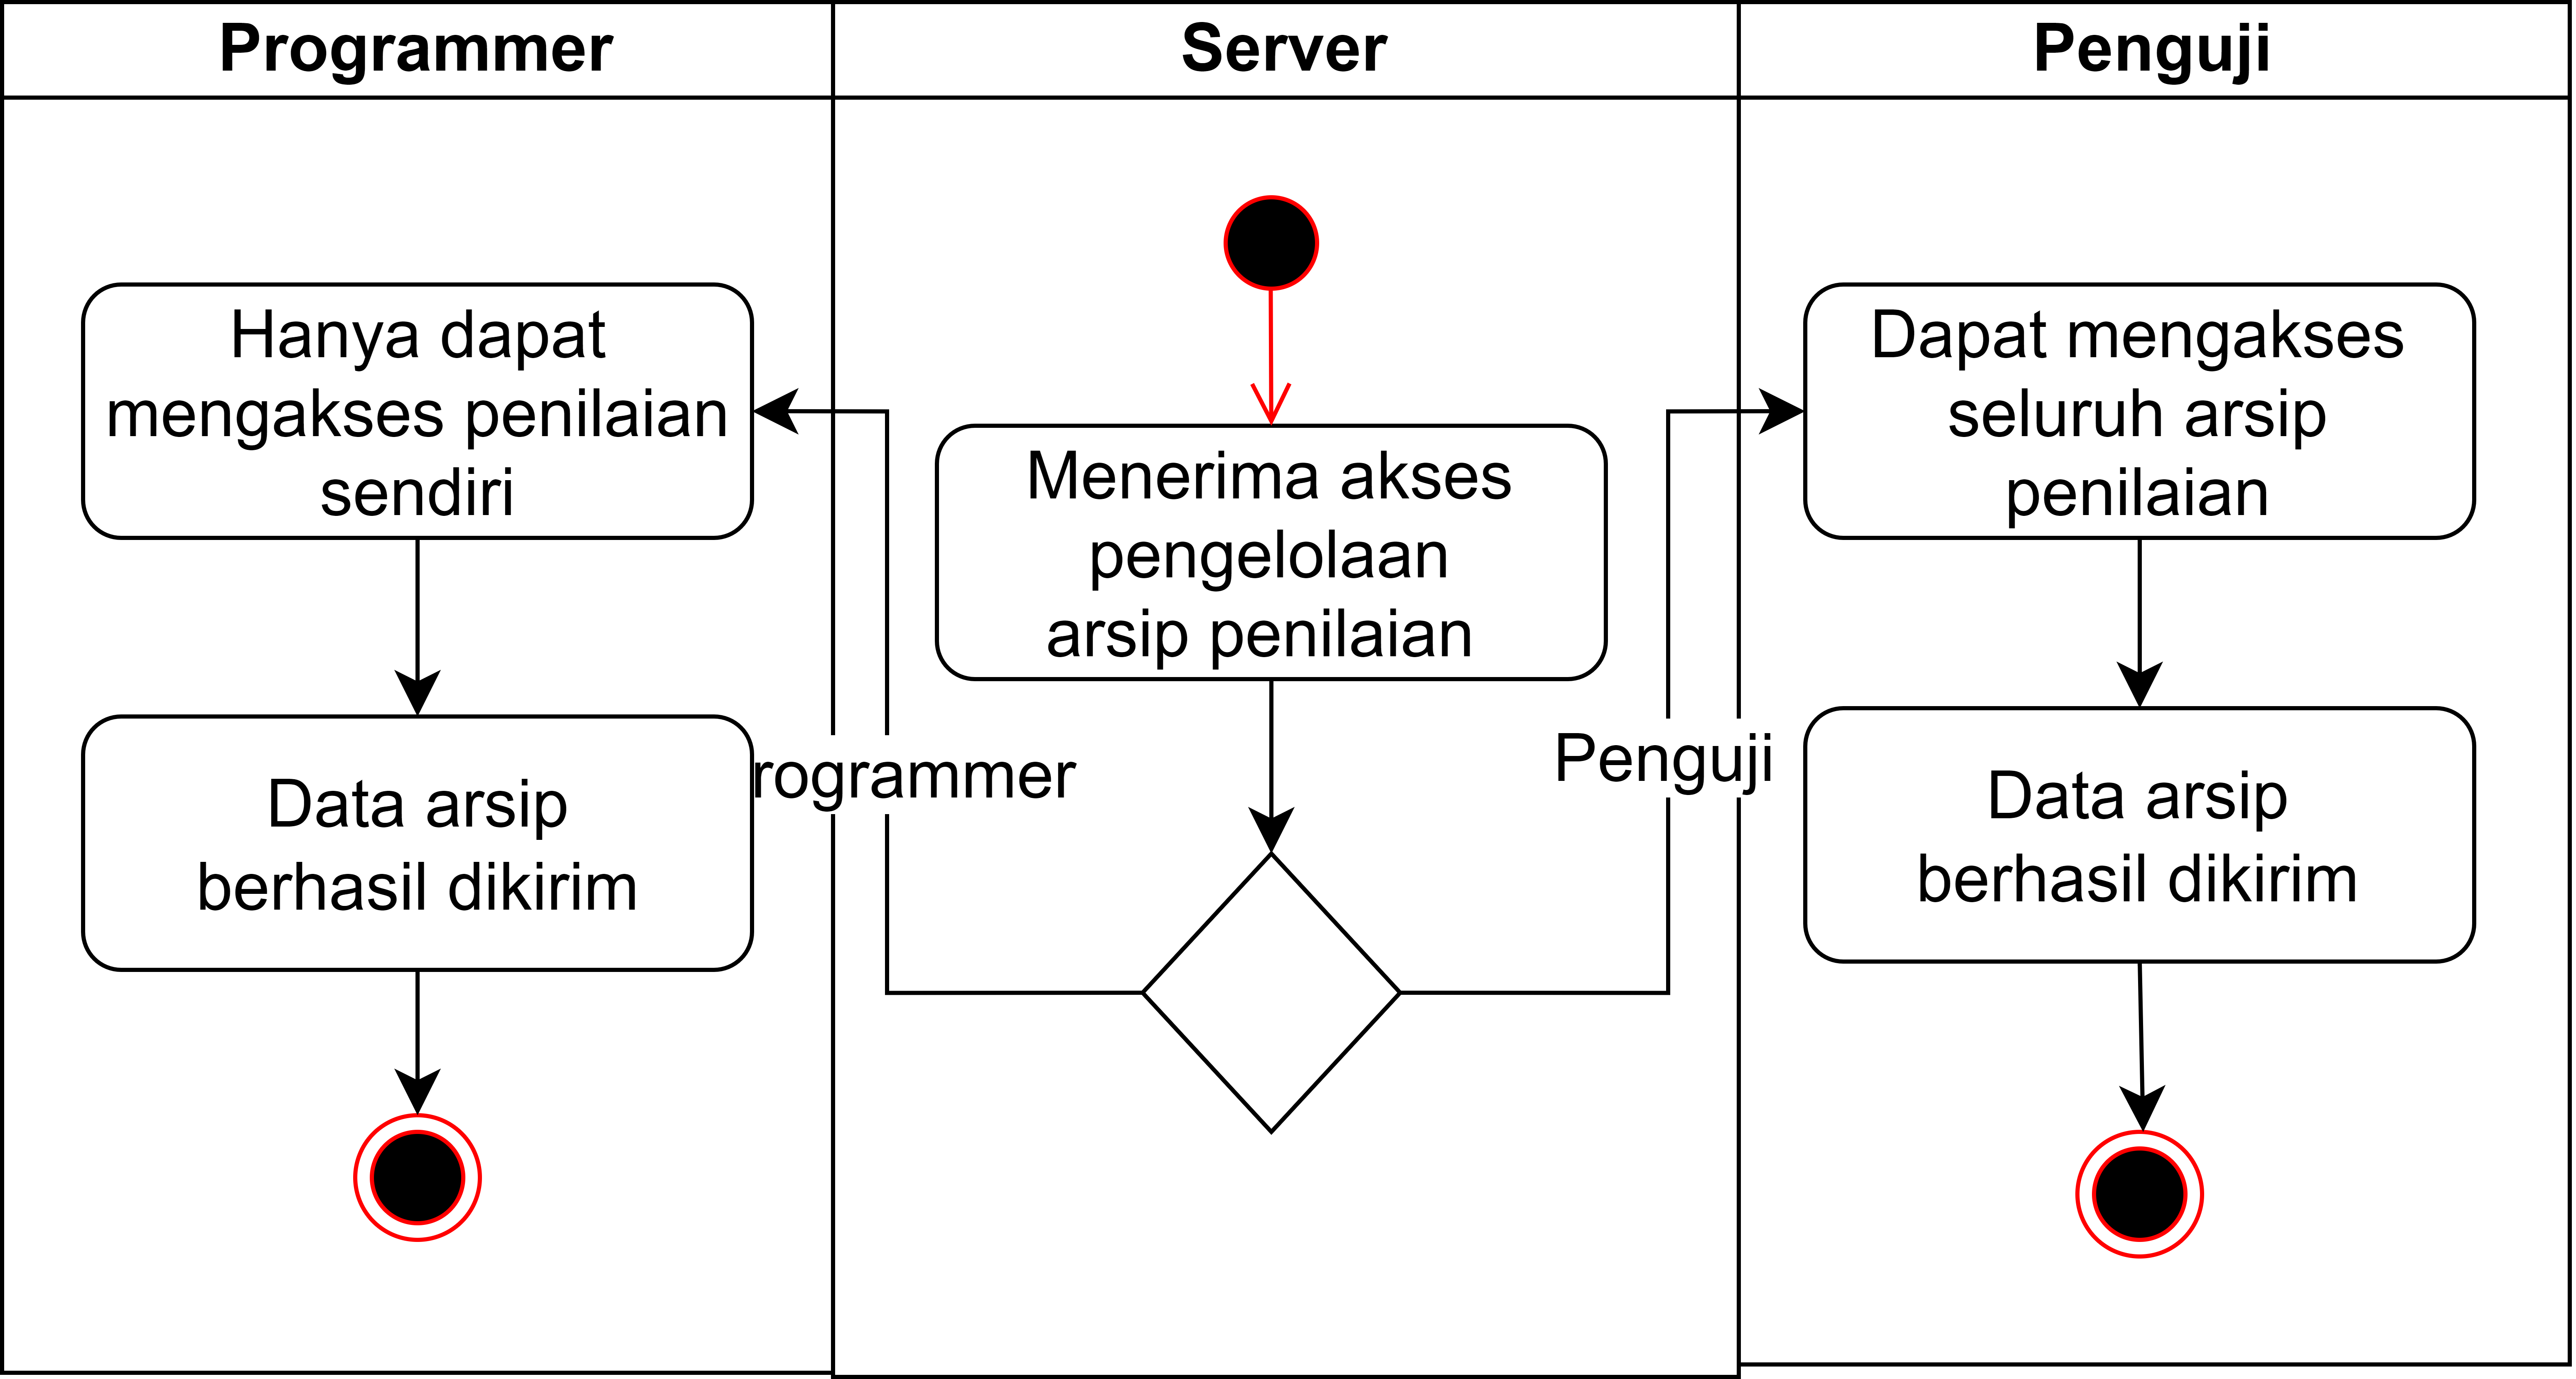 Programmer
Server
Penguji
Hanya dapat
mengakses penilaian
sendiri
Data arsip
berhasil dikirim
Menerima akses
pengelolaan
arsip penilaian
rogrammer
Penguji
Dapat mengakses
seluruh arsip
penilaian
Data arsip
berhasil dikirim